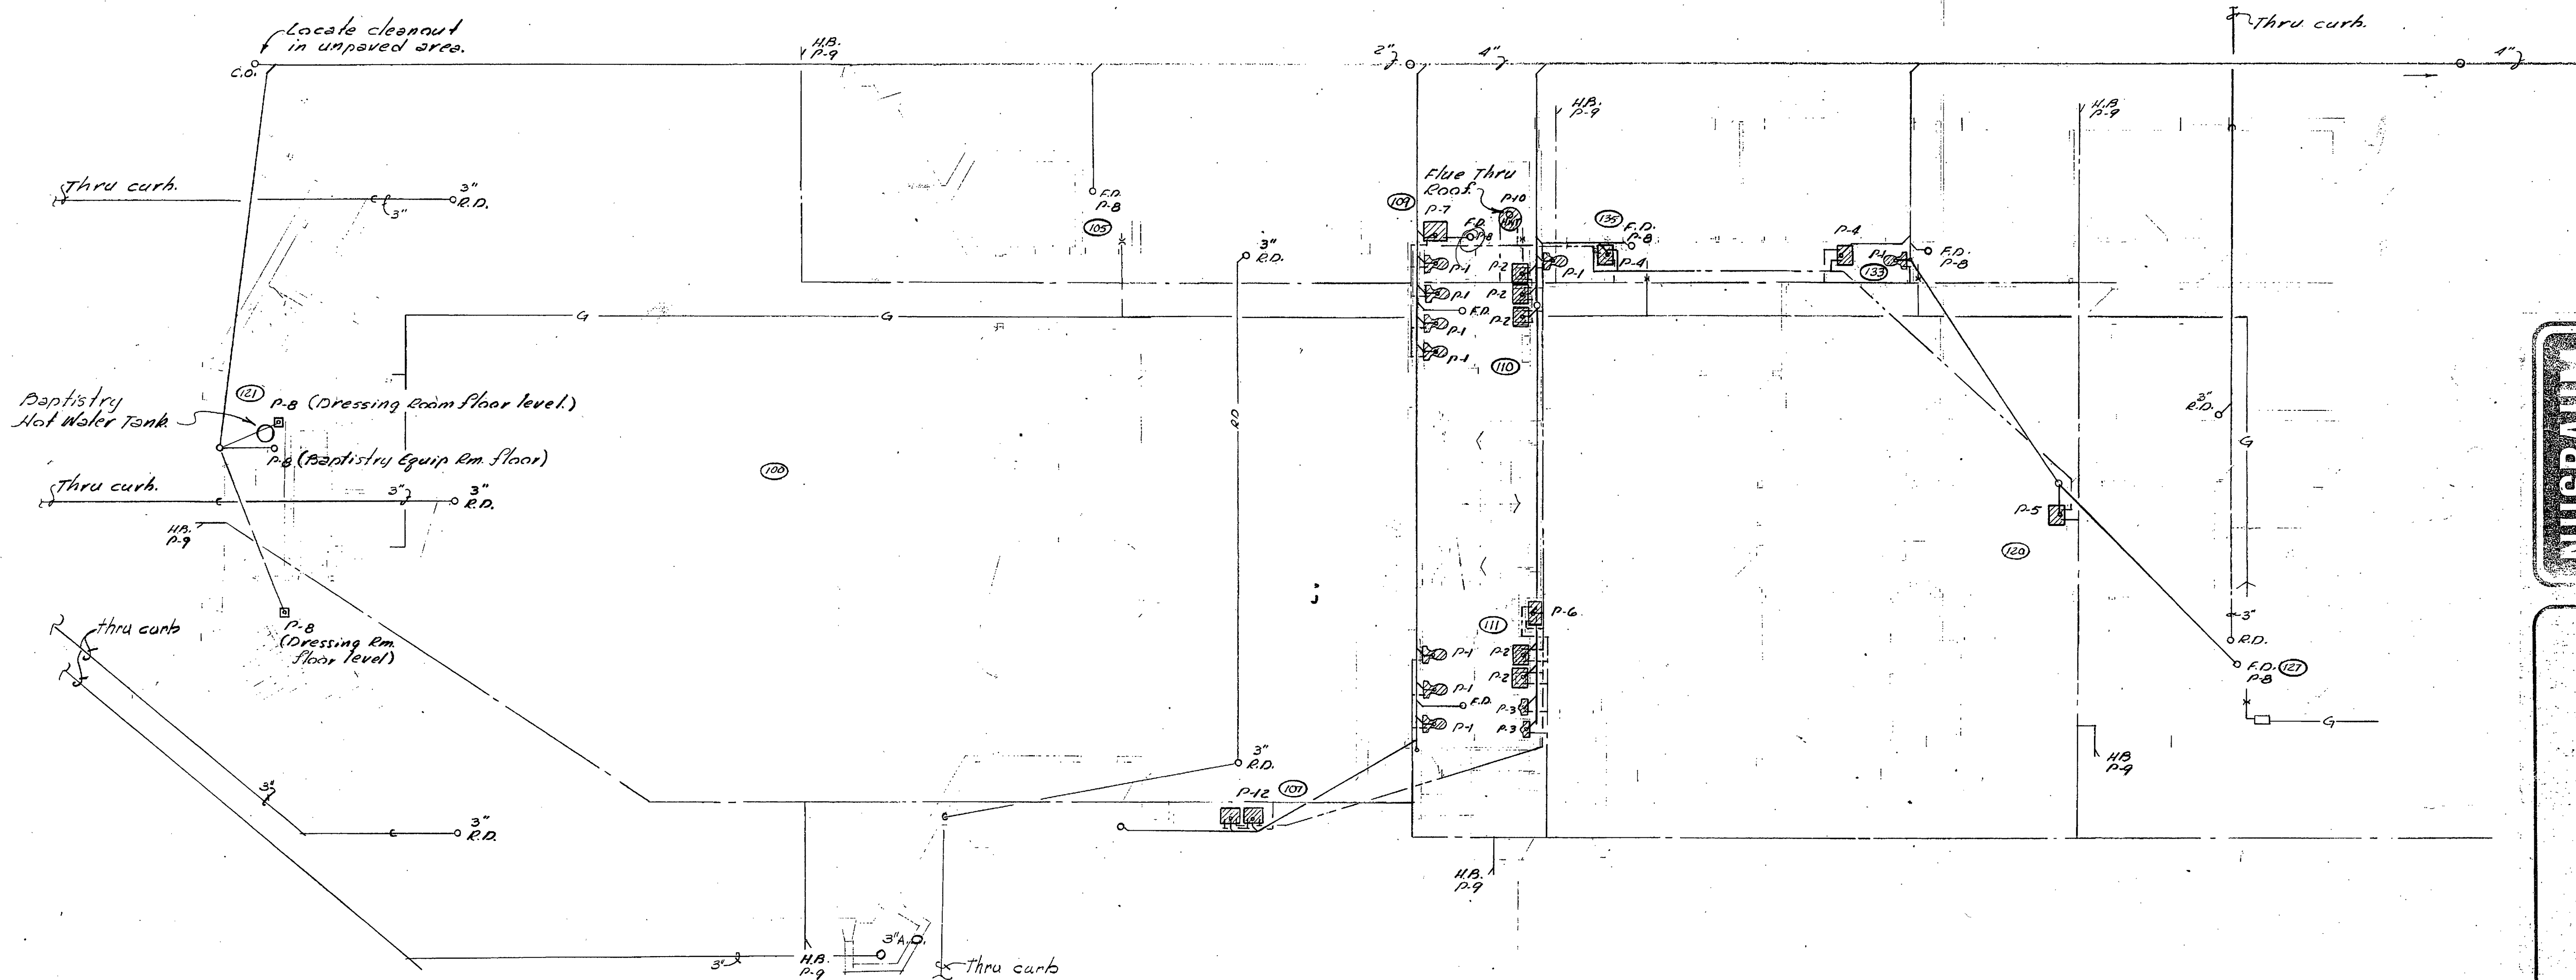 Locate cleanout
in unpaved area.
C.O.
H.B.
P-9
2"
4"
Thru curb.
4"
H.B.
P-9
H.B
P-9
Thru curb.
3"
3"
R.D.
F.D.
P-8
105
3"
R.D.
Flue Thru
Roof.
109
P-7
F.D.
P-8
P-10
135
F.D.
P-8
P-1
P-2
P-1
P-4
P-4
P-1
133
F.D.
P-8
P-1
P-2
F.D.
P-1
P-2
P-1
110
G
G
RD
3"
R.D.
G
Baptistry
Hot Water Tank.
121
P-8 (Dressing Room floor level.)
P-8 (Baptistry Equip Rm. floor)
100
Thru curb.
3"
3"
R.D.
H.B.
P-9
P-5
120
thru curb
P-8
(Dressing Rm.
floor level)
P-6
111
P-1
P-2
P-1
P-2
F.D.
P-3
P-1
P-3
3"
R.D.
F.D.
P-8
127
G
HB
P-9
3"
R.D.
P-12
107
3"
3"
R.D.
H.B.
P-9
3"
H.B.
P-9
3" A.D.
Thru curb